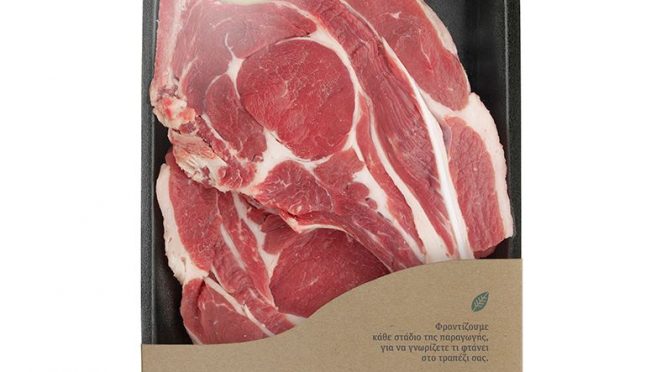 Φροντίζουμε
κάθε στάδιο της παραγωγής,
για να γνωρίζετε τι φτάνει
στο τραπέζι σας.